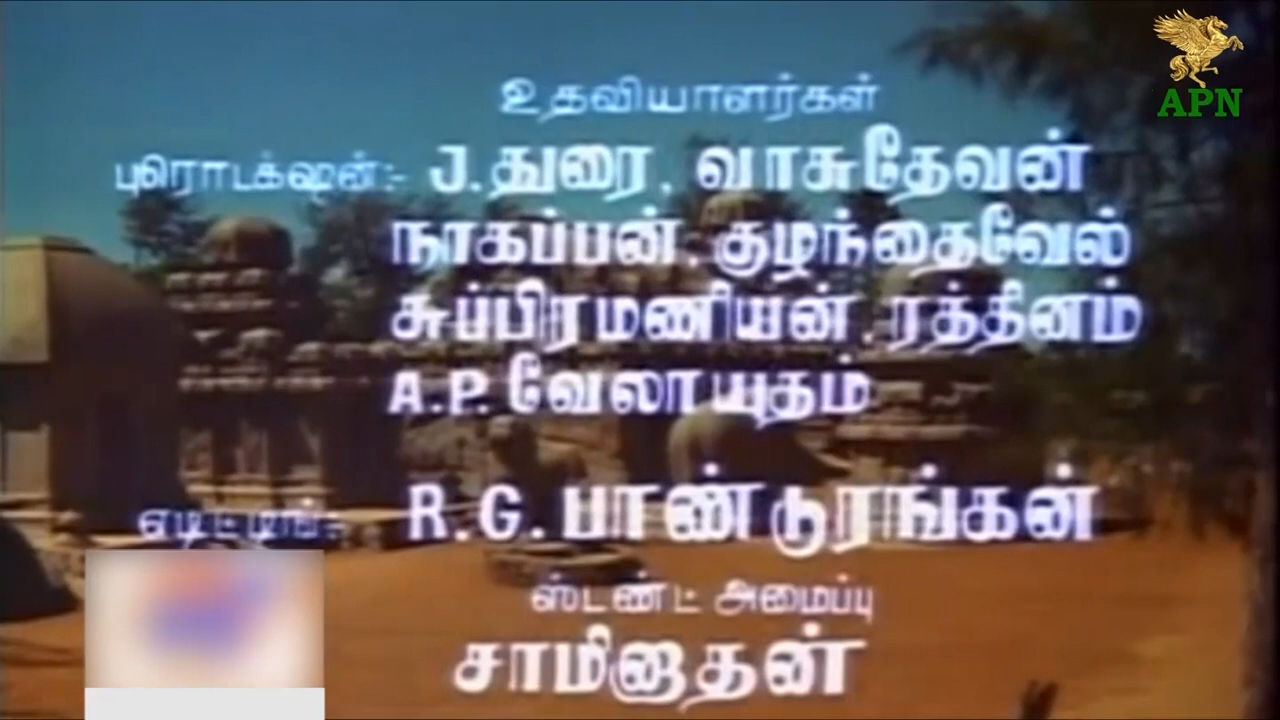 APN
உதவியாளர்கள்
புரொடக்ஷன்:- J.துரை, வாசுதேவன்
நாகப்பன், குழந்தைவேல்
சுப்பிரமணியன், ரத்தினம்
A.P. வேலாயுதம்
எடிட்டிங்:- R.G. பாண்டுரங்கன்
ஸ்டண்ட் அமைப்பு
சாமிநாதன்